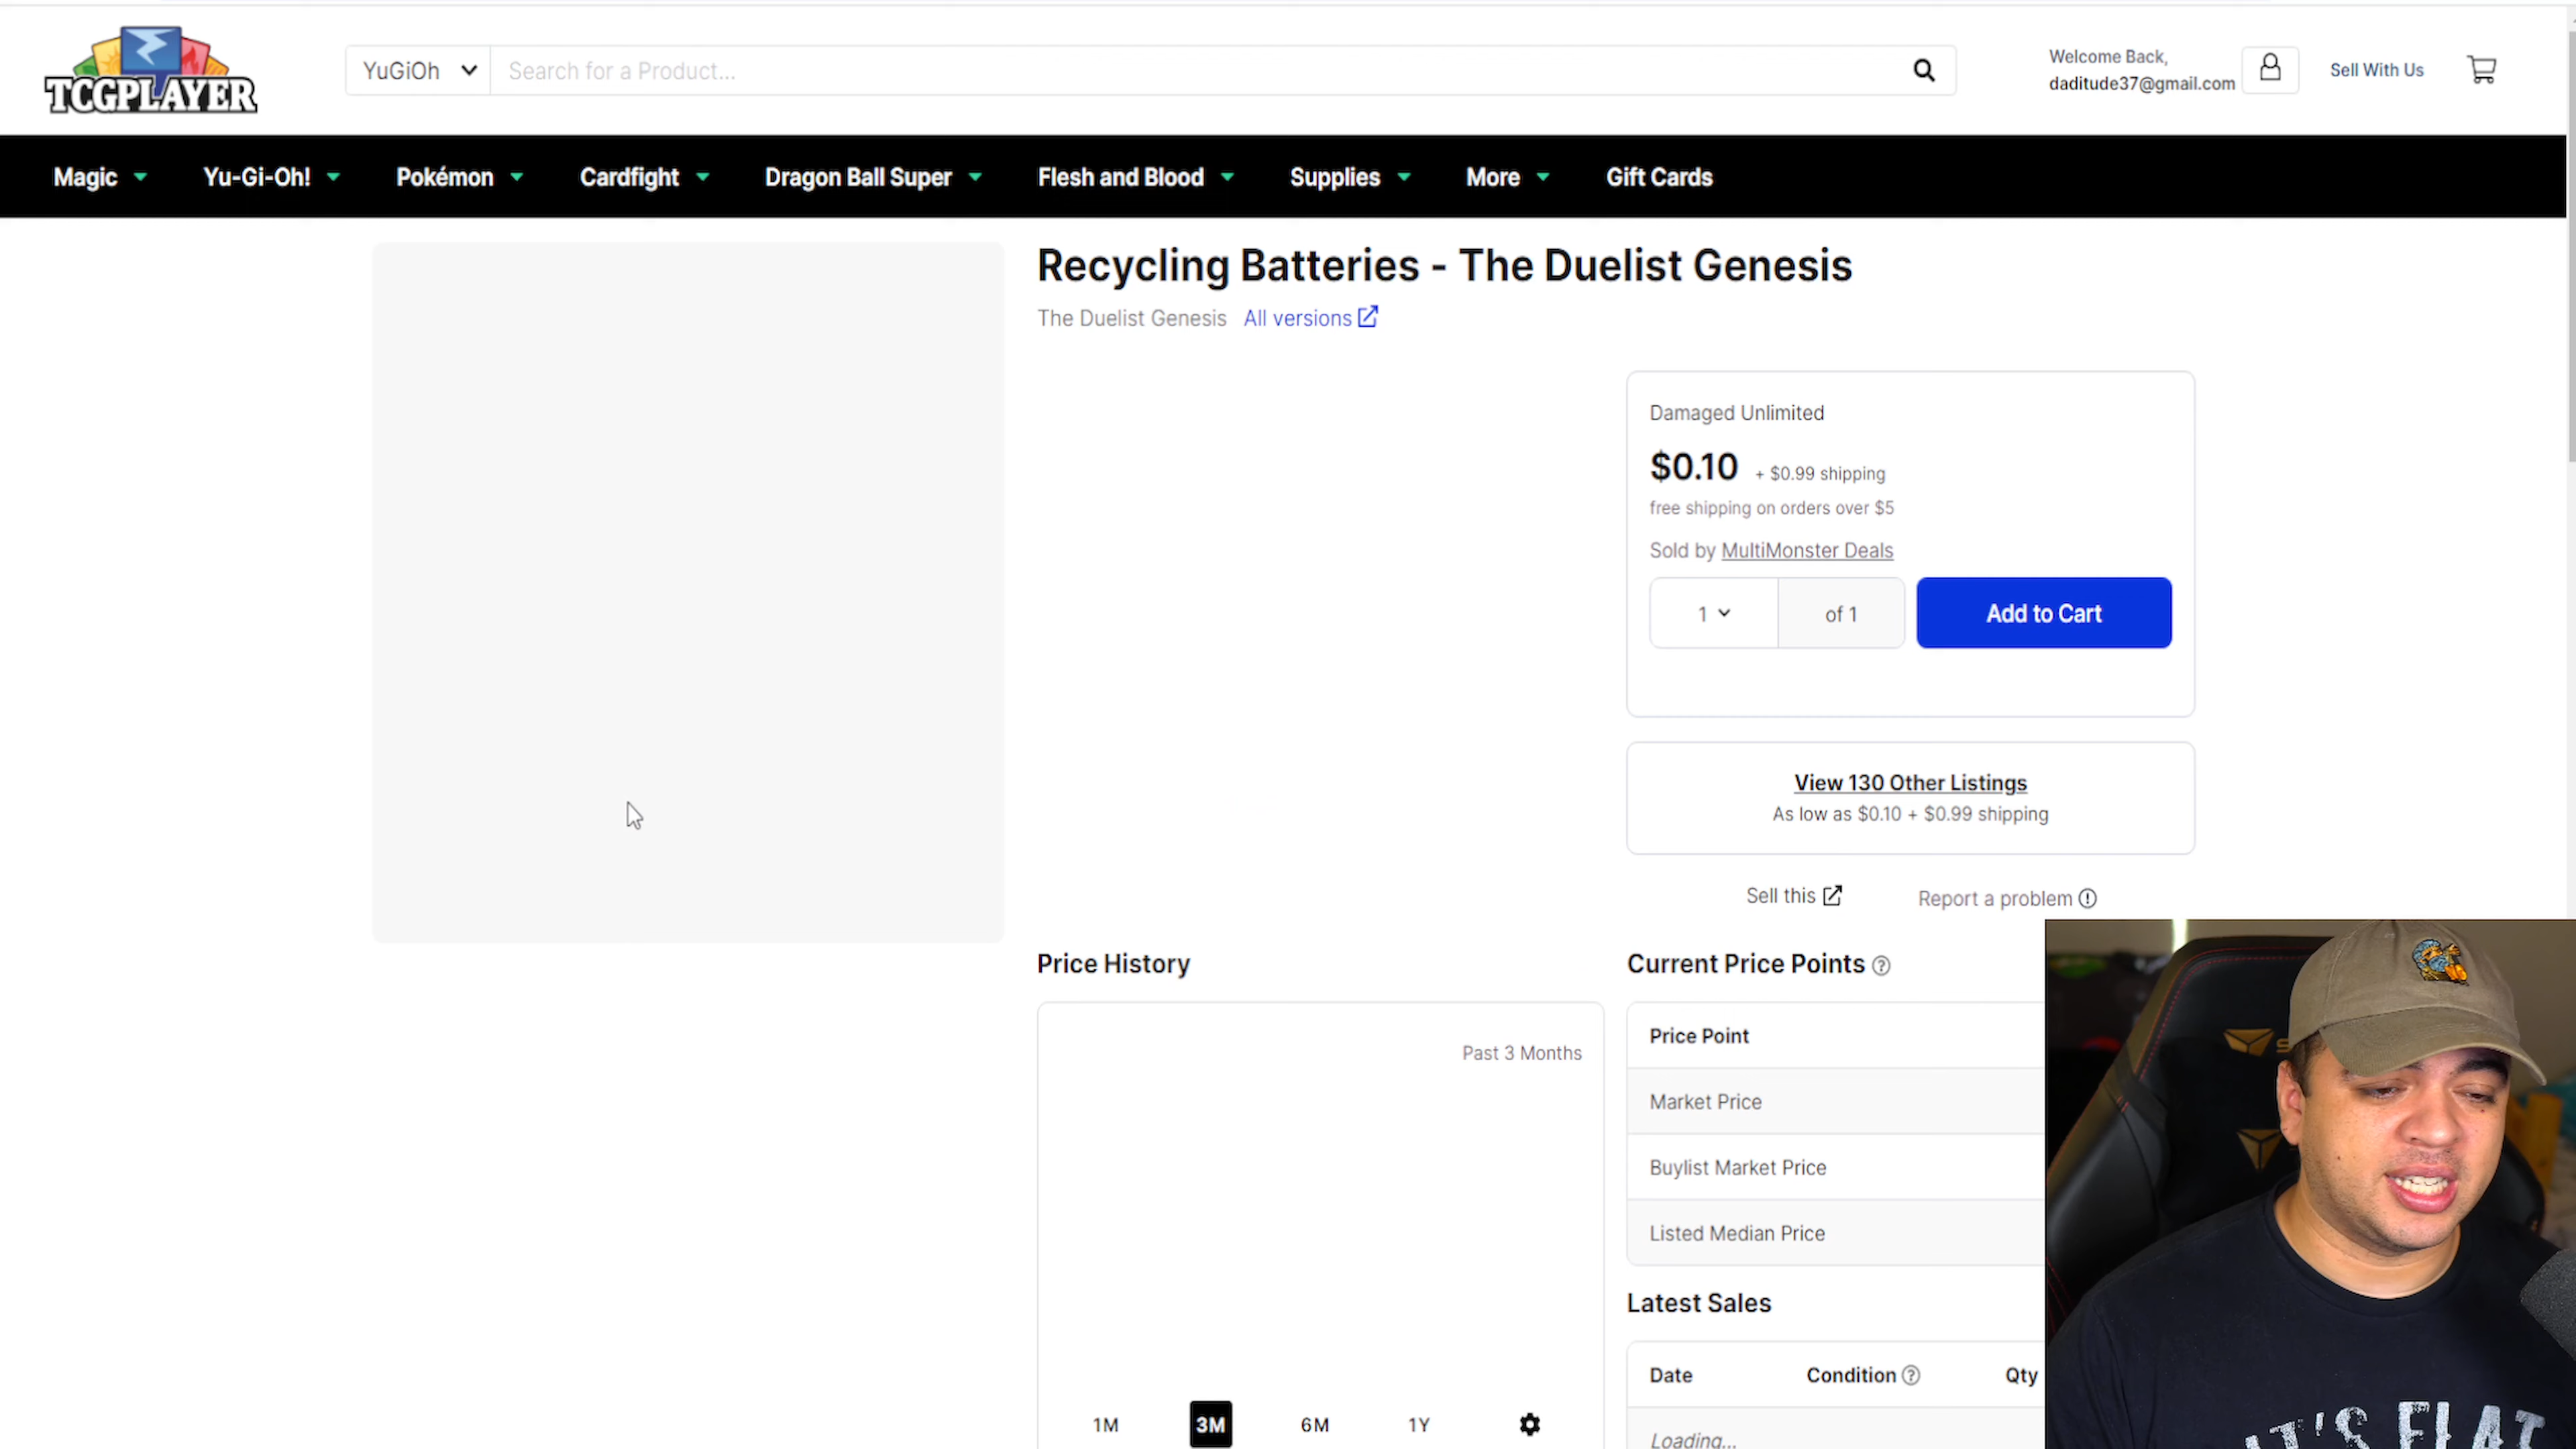 TCGPLAYER
YuGiOh
Search for a Product...
Welcome Back,
daditude37@gmail.com
Sell With Us
Magic
Yu-Gi-Oh!
Pokémon
Cardfight
Dragon Ball Super
Flesh and Blood
Supplies
More
Gift Cards
Recycling Batteries - The Duelist Genesis
The Duelist Genesis All versions
Damaged Unlimited
$0.10 + $0.99 shipping
free shipping on orders over $5
Sold by MultiMonster Deals
1
of 1
Add to Cart
View 130 Other Listings
As low as $0.10 + $0.99 shipping
Sell this
Report a problem
Price History
Past 3 Months
1M
3M
6M
1Y
Current Price Points
Price Point
Market Price
Buylist Market Price
Listed Median Price
Latest Sales
Date
Condition
Qty
Loading...
IT'S FLAT